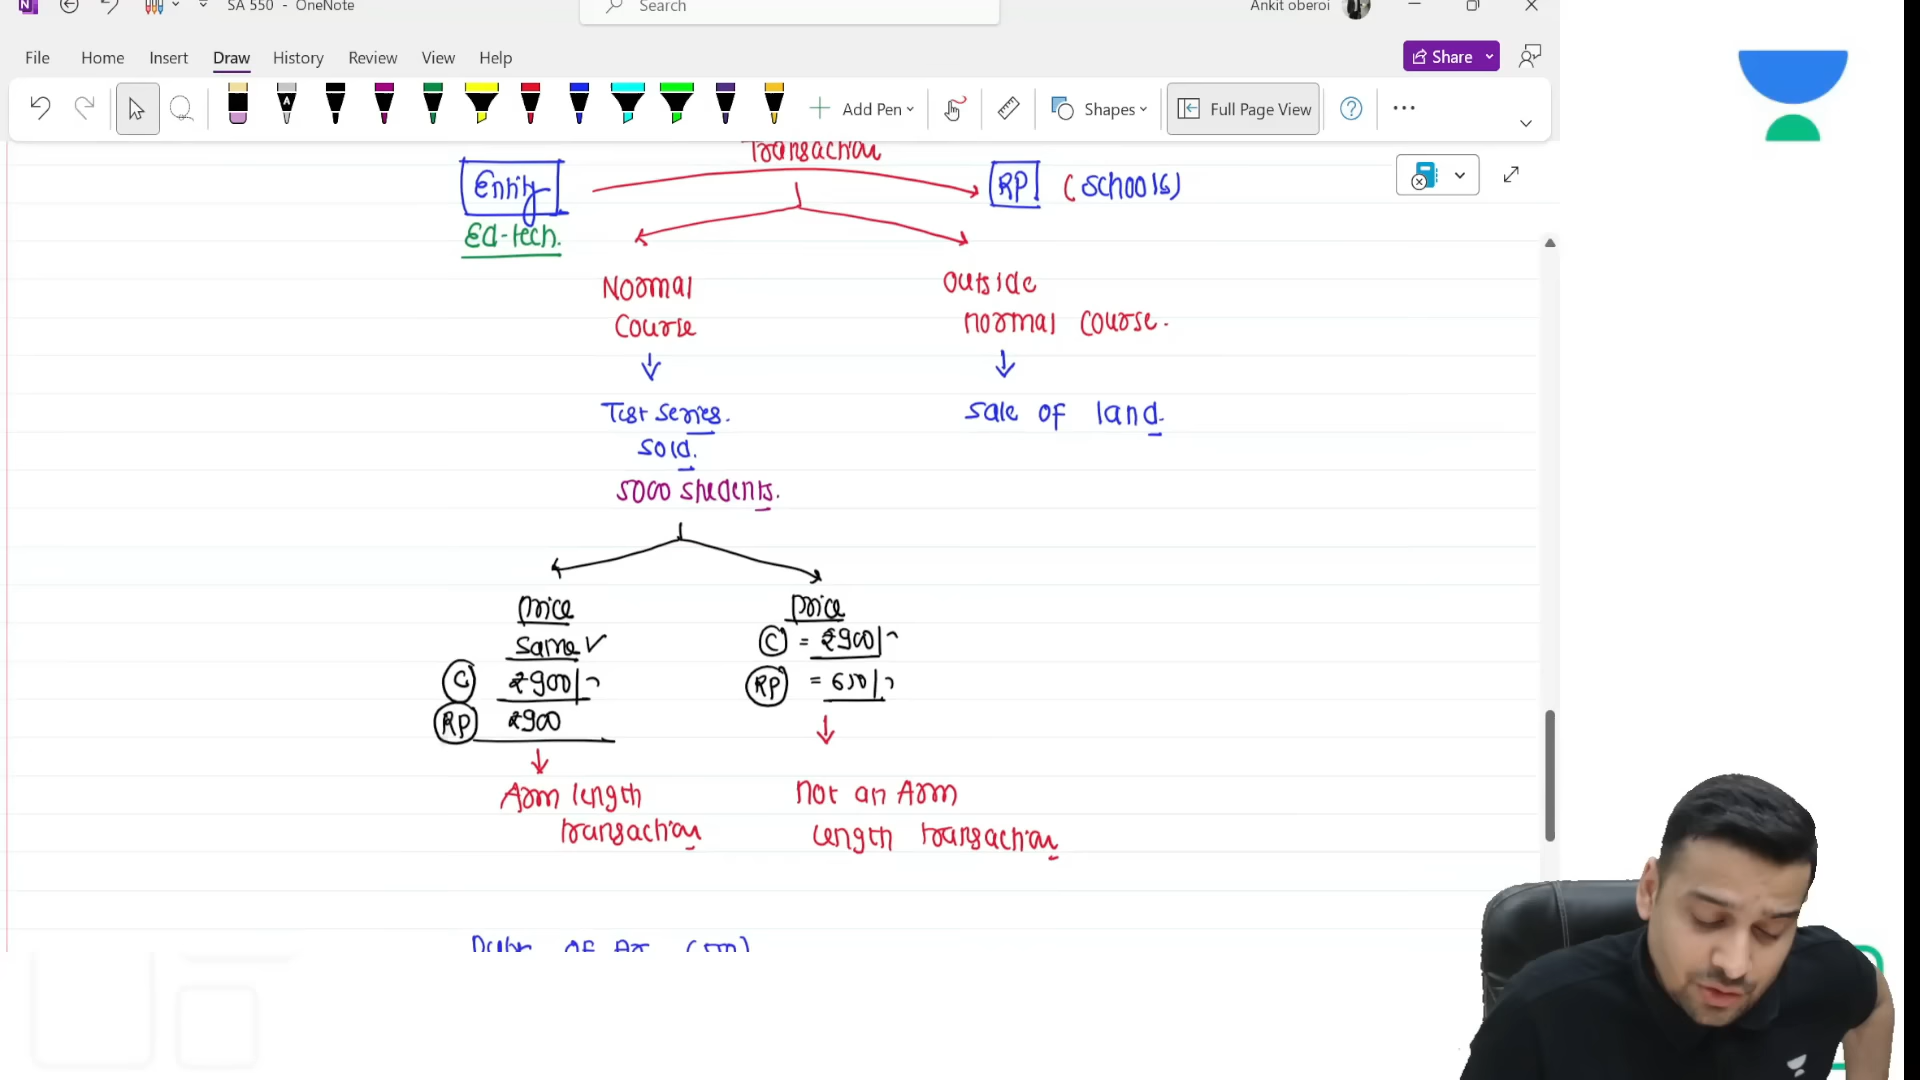 SA 550 - OneNote
Search
Ankit oberoi
File Home Insert Draw History Review View Help
Share
Add Pen
Shapes
Full Page View
Transaction
Entity
RP (schools)
Ed-tech.
Normal
Course
Outside
normal course.
Test series.
sold.
Sale of land.
5000 students.
Price
Same ✓
C ₹900/-
RP ₹900
Price
C = ₹900/-
RP = 650/-
Arm length
transaction
Not an Arm
length transaction